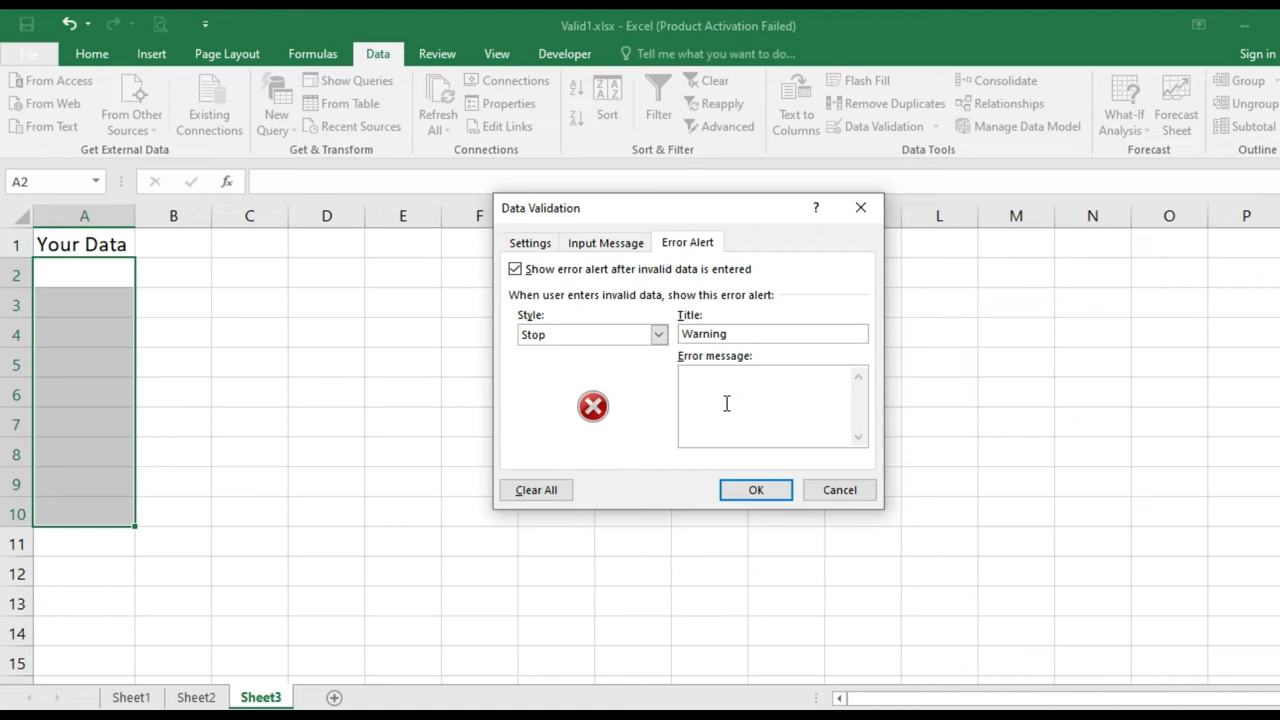 Valid1.xlsx - Excel (Product Activation Failed)
File Home Insert Page Layout Formulas Data Review View Developer Tell me what you want to do... Sign in
From Access
From Web
From Text
From Other
Sources
Existing
Connections
Get External Data
New
Query
Show Queries
From Table
Recent Sources
Get & Transform
Refresh
All
Connections
Properties
Edit Links
Connections
Sort
Filter
Clear
Reapply
Advanced
Sort & Filter
Text to
Columns
Flash Fill
Remove Duplicates
Data Validation
Consolidate
Relationships
Manage Data Model
Data Tools
What-If
Analysis
Forecast
Sheet
Forecast
Group
Ungroup
Subtotal
Outline
A2 fx
A B C D E F L M N O P
1 Your Data
2
3
4
5
6
7
8
9
10
11
12
13
14
15
Data Validation ?
Settings Input Message Error Alert
Show error alert after invalid data is entered
When user enters invalid data, show this error alert:
Style: Title:
Stop Warning
Error message:
Clear All OK Cancel
Sheet1 Sheet2 Sheet3